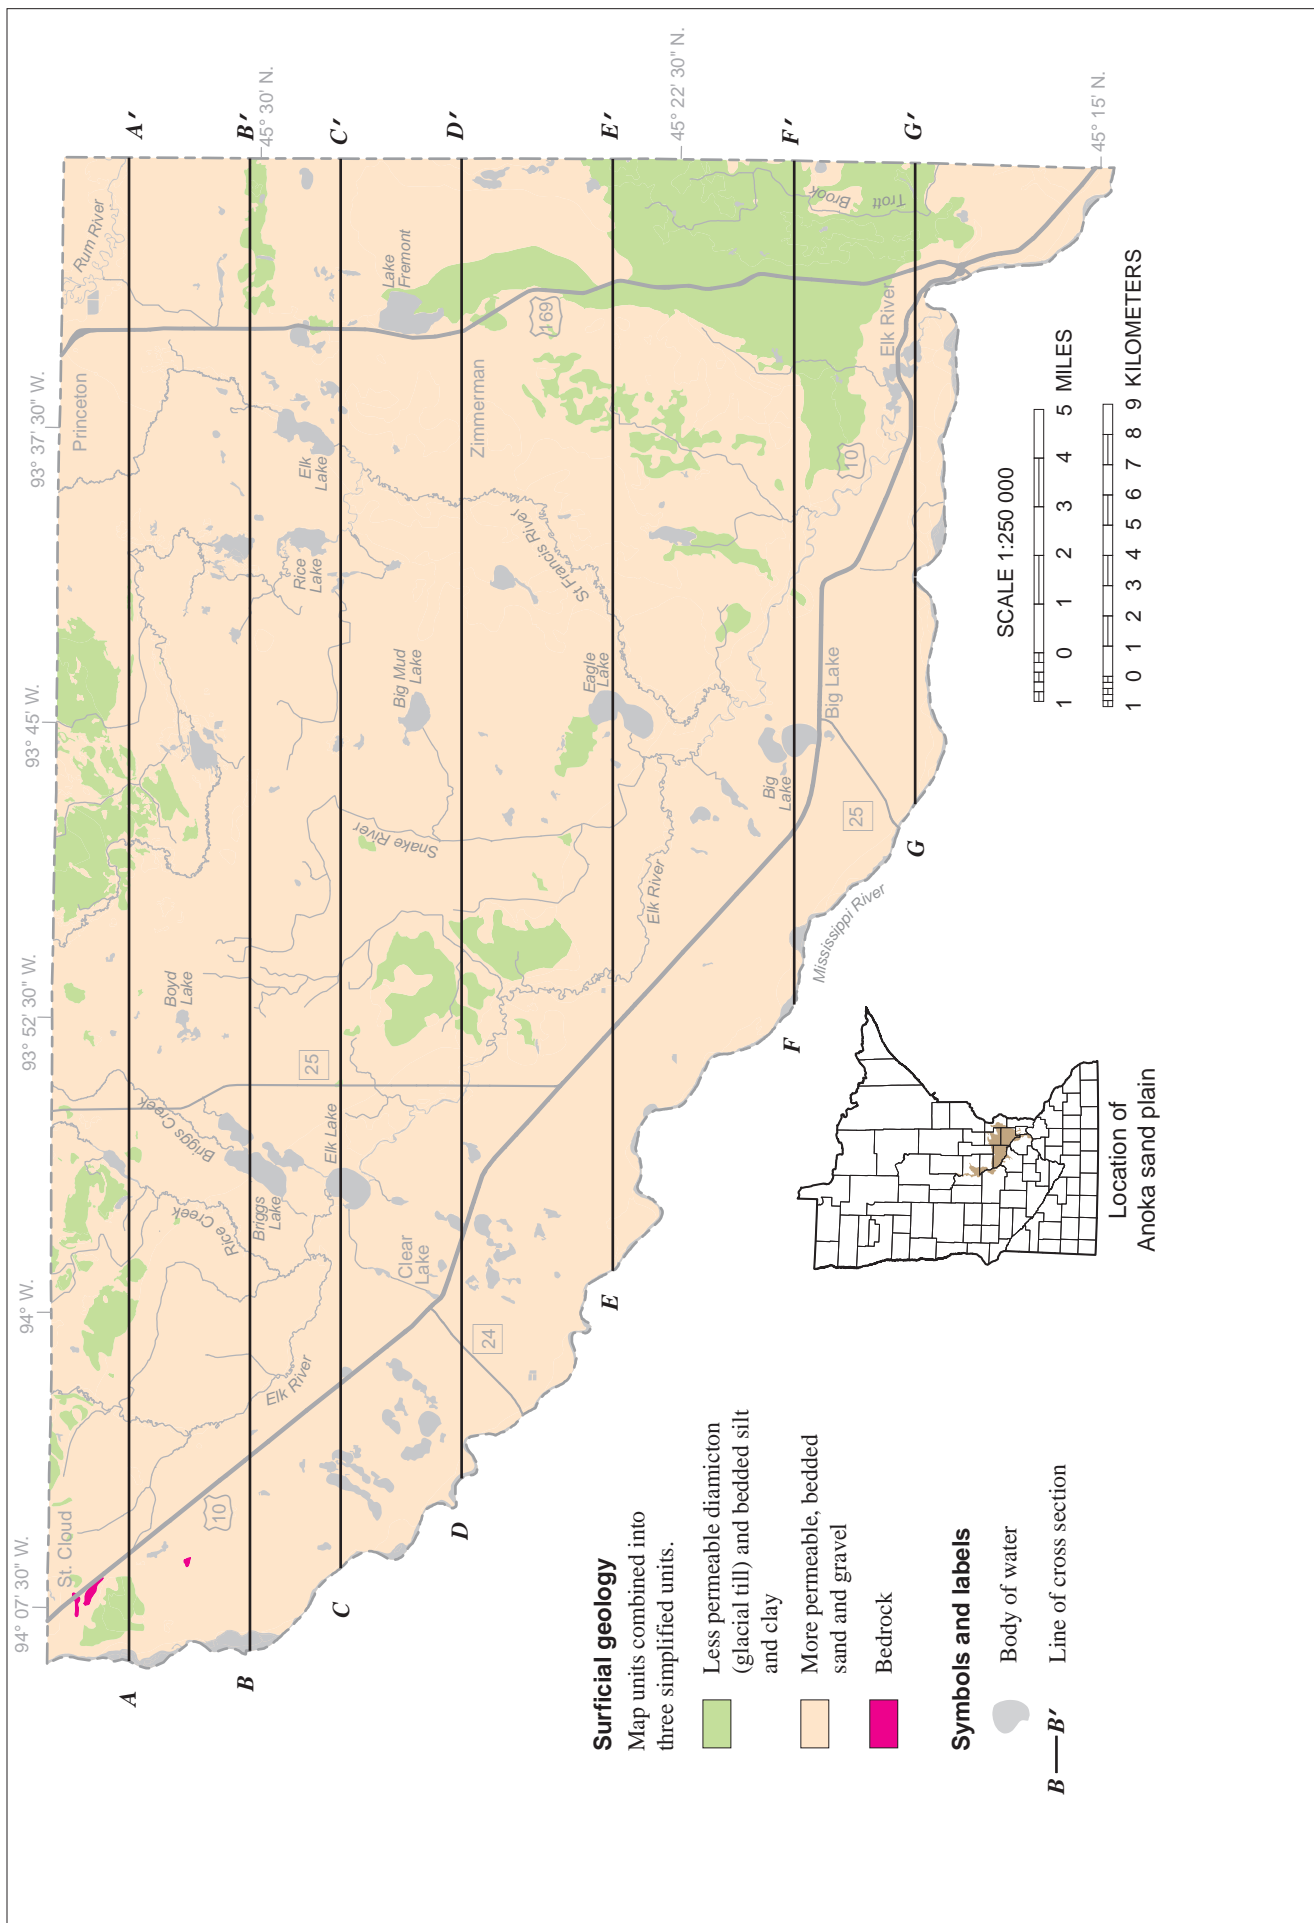 94° 07' 30" W.
94° W.
93° 52' 30" W.
93° 45' W.
93° 37' 30" W.
St. Cloud
Princeton
Rum River
A
A'
10
Briggs Creek
Rice Creek
Boyd
Lake
B
B'
45° 30' N.
Elk River
Briggs
Lake
25
Elk Lake
Rice
Lake
Elk
Lake
C
C'
Clear
Lake
Snake River
Big Mud
Lake
Lake
Fremont
D
D'
24
Zimmerman
St Francis River
169
E
E'
Elk River
Eagle
Lake
45° 22' 30" N.
F
F'
Mississippi River
Big
Lake
Big Lake
10
Trott
Brook
25
Elk River
G
G'
45° 15' N.
Surficial geology
Map units combined into
three simplified units.
Less permeable diamicton
(glacial till) and bedded silt
and clay
More permeable, bedded
sand and gravel
Bedrock
Symbols and labels
Body of water
B B' Line of cross section
Location of
Anoka sand plain
SCALE 1:250 000
1 0 1 2 3 4 5 MILES
1 0 1 2 3 4 5 6 7 8 9 KILOMETERS